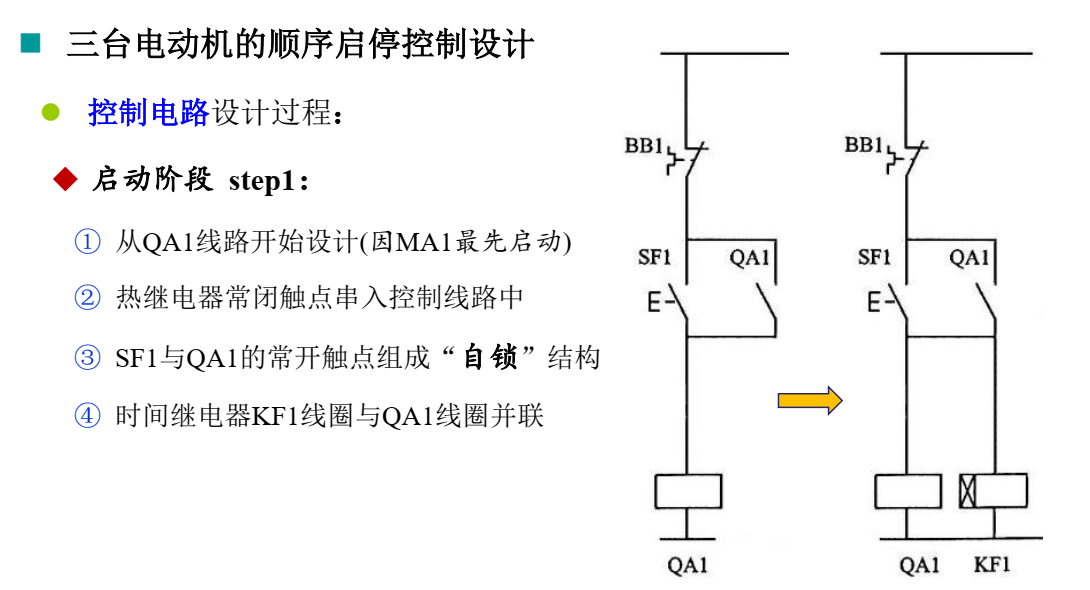 三台电动机的顺序启停控制设计
控制电路设计过程：
启动阶段 step1：
① 从QA1线路开始设计(因MA1最先启动)
② 热继电器常闭触点串入控制线路中
③ SF1与QA1的常开触点组成“自锁”结构
④ 时间继电器KF1线圈与QA1线圈并联
BB1
SF1
QA1
E
QA1
BB1
SF1
QA1
E
QA1
KF1